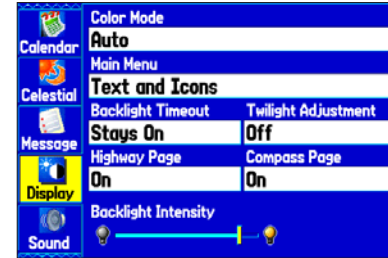 Calendar
Celestial
Message
Display
Sound
Color Mode
Auto
Main Menu
Text and Icons
Backlight Timeout Twilight Adjustment
Stays On Off
Highway Page Compass Page
On On
Backlight Intensity